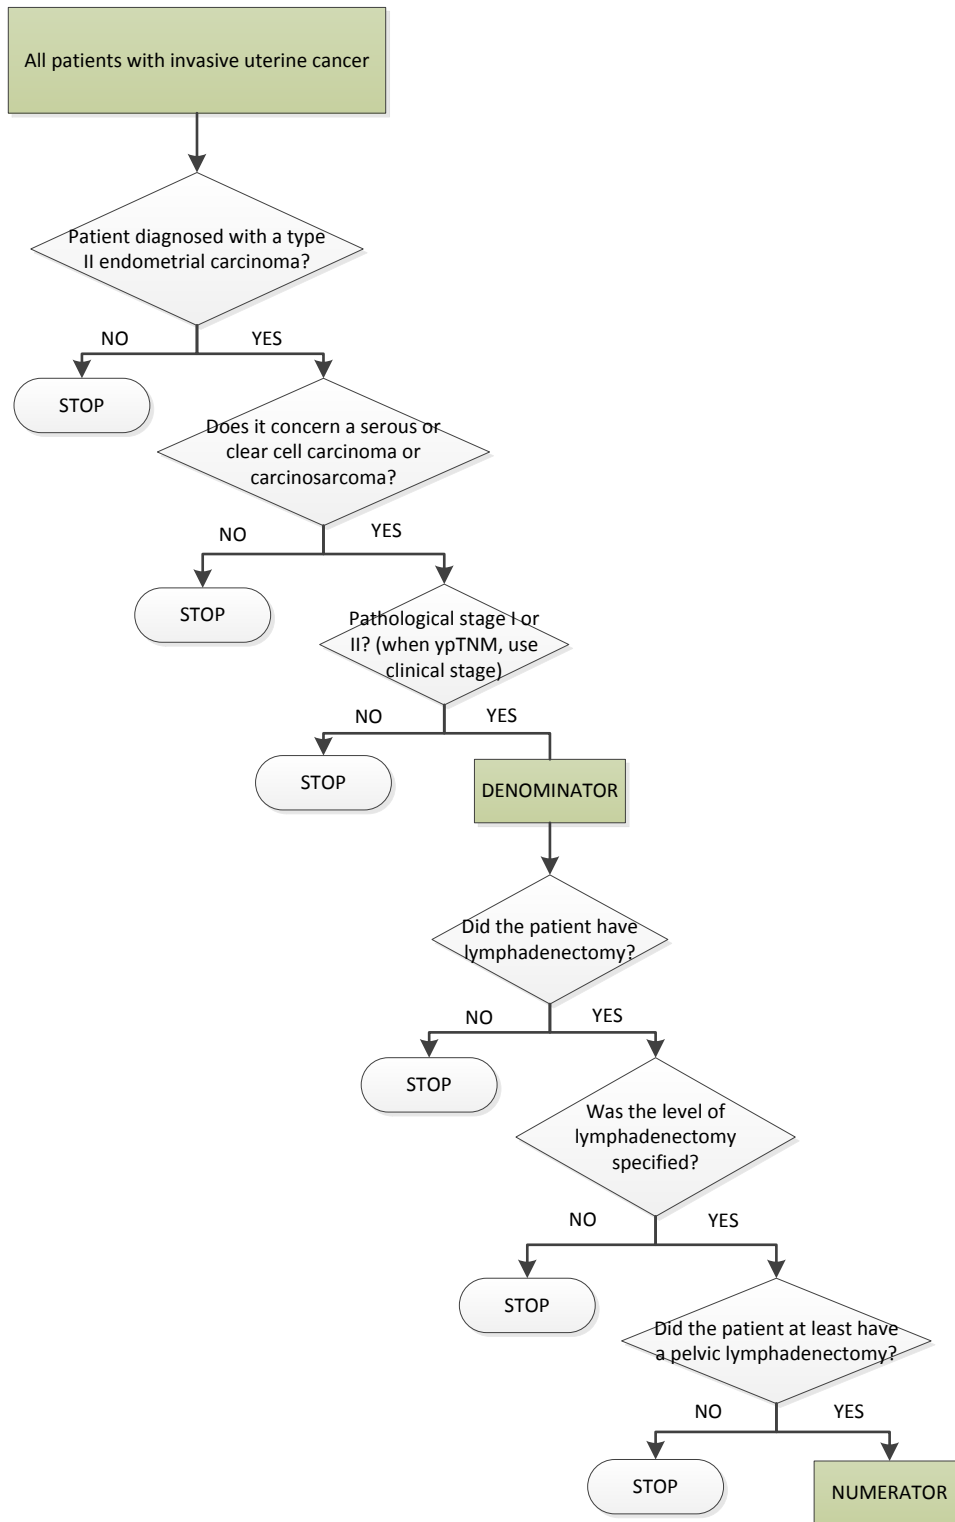 All patients with invasive uterine cancer
Patient diagnosed with a type
II endometrial carcinoma?
NO
YES
STOP
Does it concern a serous or
clear cell carcinoma or
carcinosarcoma?
NO
YES
STOP
Pathological stage I or
II? (when ypTNM, use
clinical stage)
NO
YES
STOP
DENOMINATOR
Did the patient have
lymphadenectomy?
NO
YES
STOP
Was the level of
lymphadenectomy
specified?
NO
YES
STOP
Did the patient at least have
a pelvic lymphadenectomy?
NO
YES
STOP
NUMERATOR